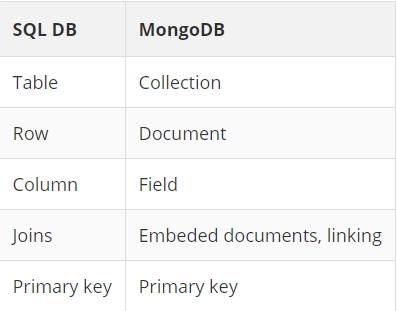 SQL DB MongoDB
Table Collection
Row Document
Column Field
Joins Embeded documents, linking
Primary key Primary key